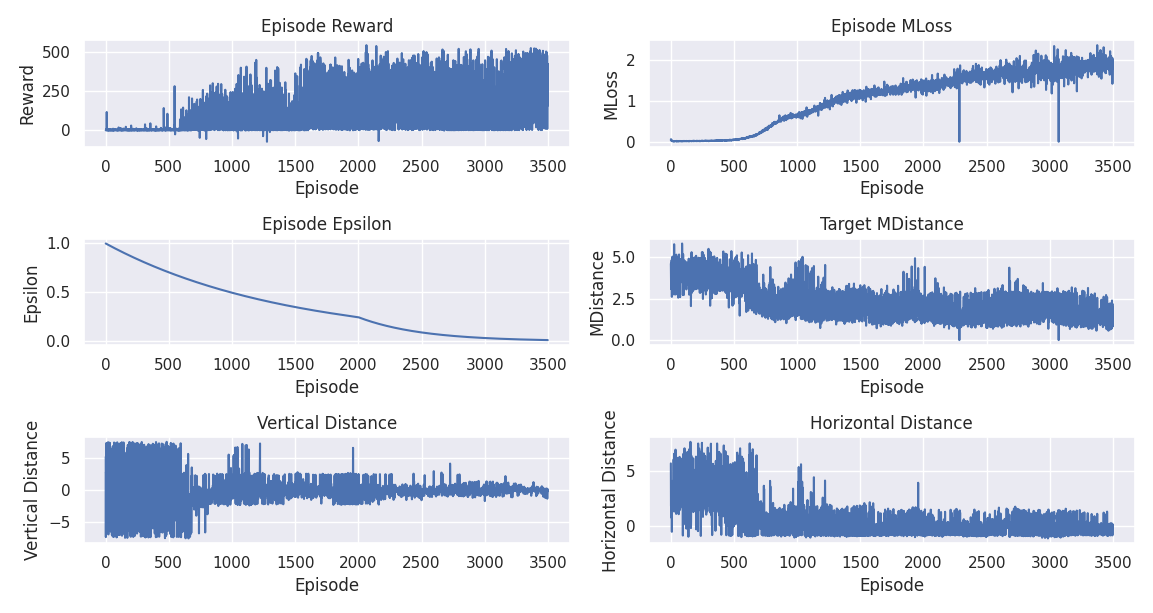 Episode Reward
Reward
500
250
0
0 500 1000 1500 2000 2500 3000 3500
Episode
Episode MLoss
MLoss
2
1
0
0 500 1000 1500 2000 2500 3000 3500
Episode
Episode Epsilon
Epsilon
1.0
0.5
0.0
0 500 1000 1500 2000 2500 3000 3500
Episode
Target MDistance
MDistance
5.0
2.5
0.0
0 500 1000 1500 2000 2500 3000 3500
Episode
Vertical Distance
Vertical Distance
5
0
−5
0 500 1000 1500 2000 2500 3000 3500
Episode
Horizontal Distance
Horizontal Distance
5
0
0 500 1000 1500 2000 2500 3000 3500
Episode